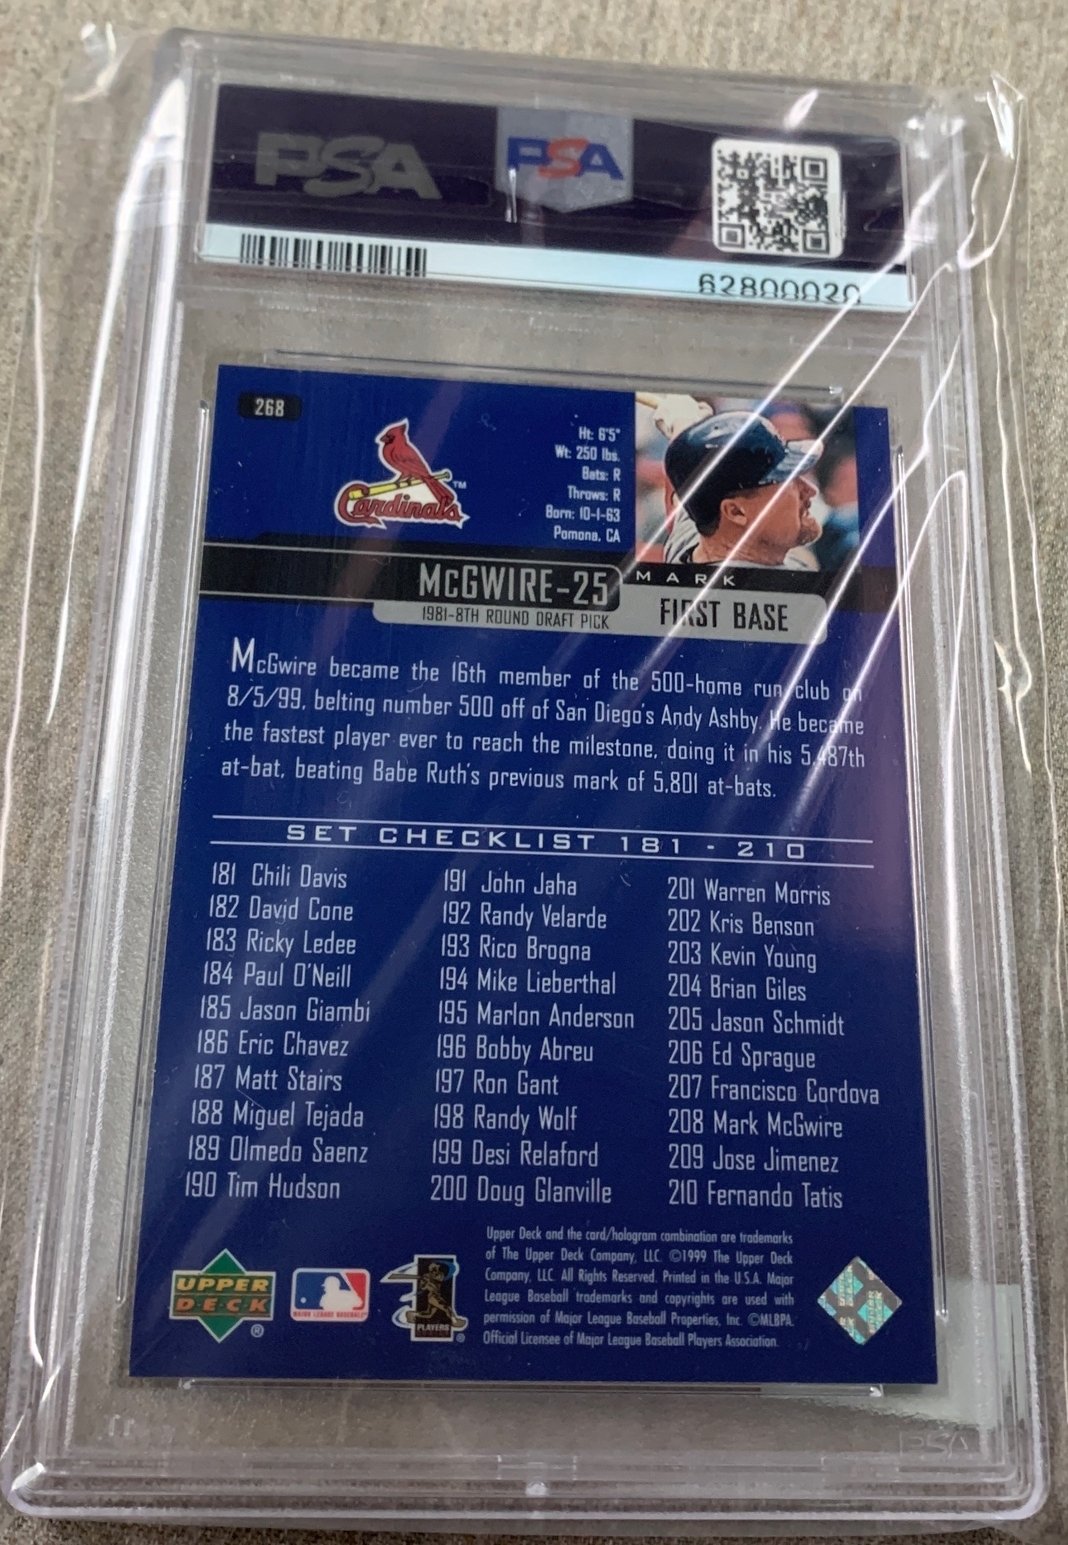 PSA
PSA
62800020
268
Cardinals™
Ht: 6'5"
Wt: 250 lbs.
Bats: R
Throws: R
Born: 10-1-63
Pomona, CA
MARK
McGWIRE-25
1981-8TH ROUND DRAFT PICK
FIRST BASE
McGwire became the 16th member of the 500-home run club on
8/5/99, belting number 500 off of San Diego's Andy Ashby. He became
the fastest player ever to reach the milestone, doing it in his 5,487th
at-bat, beating Babe Ruth's previous mark of 5,801 at-bats.
SET CHECKLIST 181 - 210
181 Chili Davis
182 David Cone
183 Ricky Ledee
184 Paul O'Neill
185 Jason Giambi
186 Eric Chavez
187 Matt Stairs
188 Miguel Tejada
189 Olmedo Saenz
190 Tim Hudson
191 John Jaha
192 Randy Velarde
193 Rico Brogna
194 Mike Lieberthal
195 Marlon Anderson
196 Bobby Abreu
197 Ron Gant
198 Randy Wolf
199 Desi Relaford
200 Doug Glanville
201 Warren Morris
202 Kris Benson
203 Kevin Young
204 Brian Giles
205 Jason Schmidt
206 Ed Sprague
207 Francisco Cordova
208 Mark McGwire
209 Jose Jimenez
210 Fernando Tatis
UPPER
DECK®
MAJOR LEAGUE BASEBALL
PLAYERS®
Upper Deck and the card/hologram combination are trademarks
of The Upper Deck Company, LLC. ©1999 The Upper Deck
Company, LLC. All Rights Reserved. Printed in the U.S.A. Major
League Baseball trademarks and copyrights are used with
permission of Major League Baseball Properties, Inc. ©MLBPA
Official Licensee of Major League Baseball Players Association.
PSA